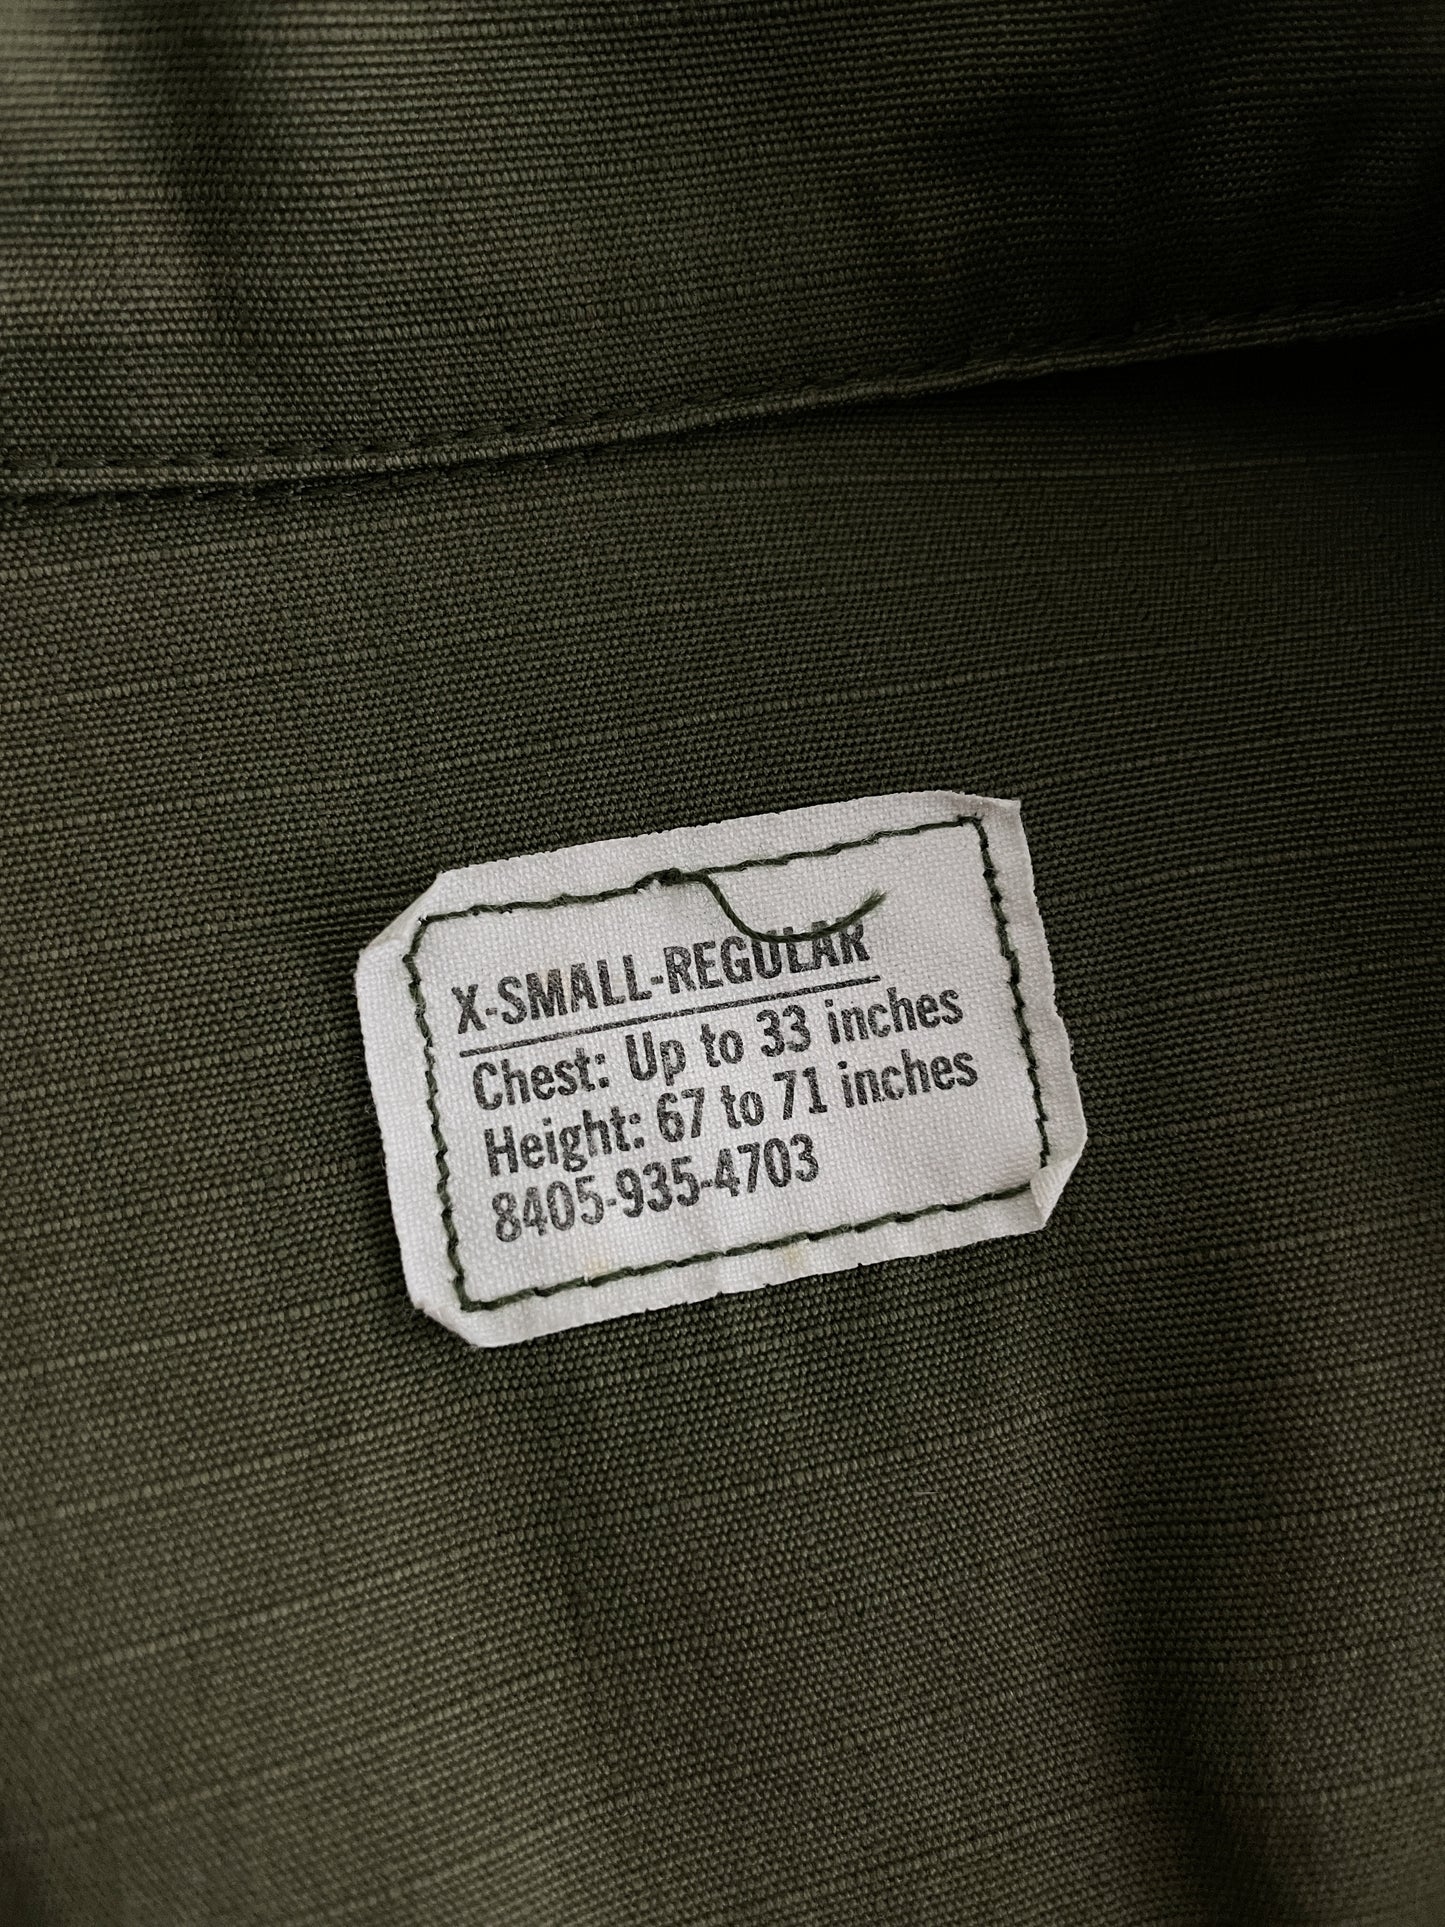 X-SMALL-REGULAR
Chest: Up to 33 inches
Height: 67 to 71 inches
8405-935-4703